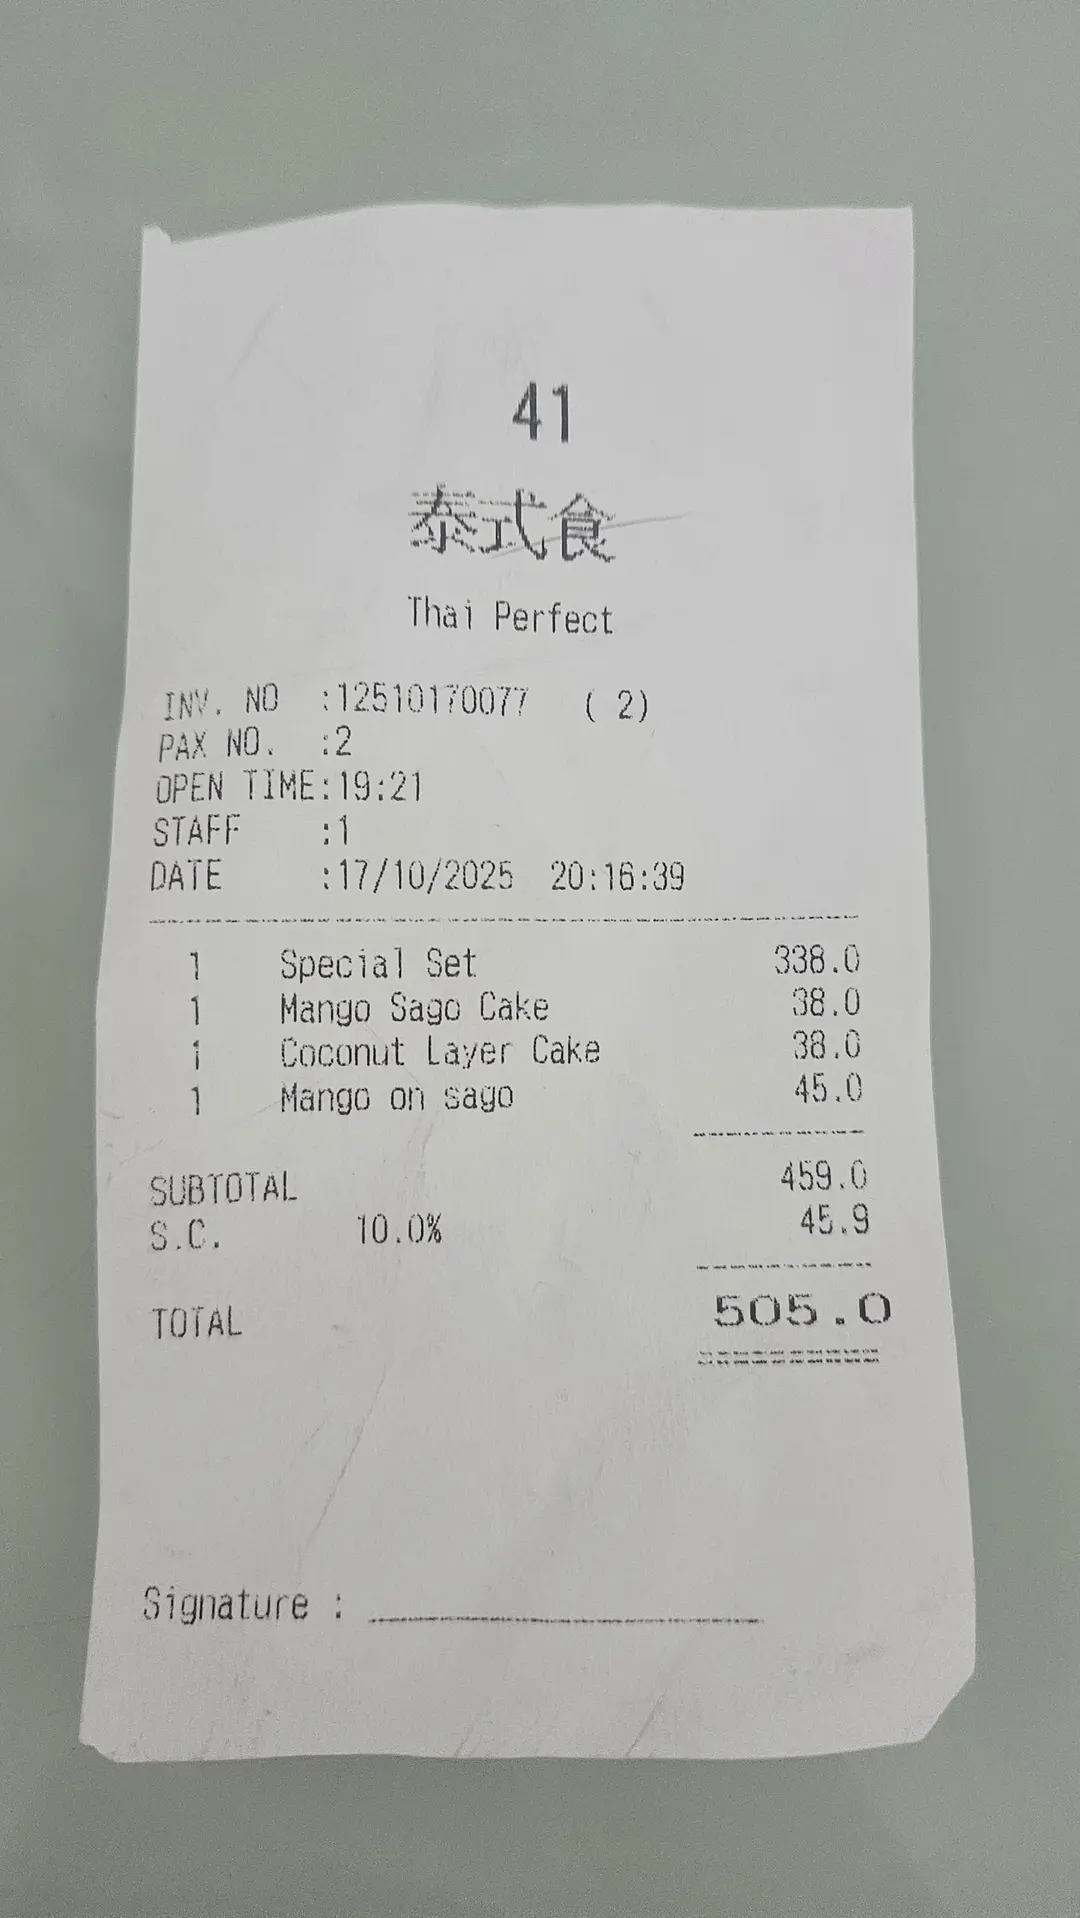 41
泰式食
Thai Perfect
INV. NO :12510170077 ( 2)
PAX NO. :2
OPEN TIME:19:21
STAFF :1
DATE :17/10/2025 20:16:39
1 Special Set 338.0
1 Mango Sago Cake 38.0
1 Coconut Layer Cake 38.0
1 Mango on sago 45.0
SUBTOTAL 459.0
S.C. 10.0% 45.9
TOTAL 505.0
Signature :